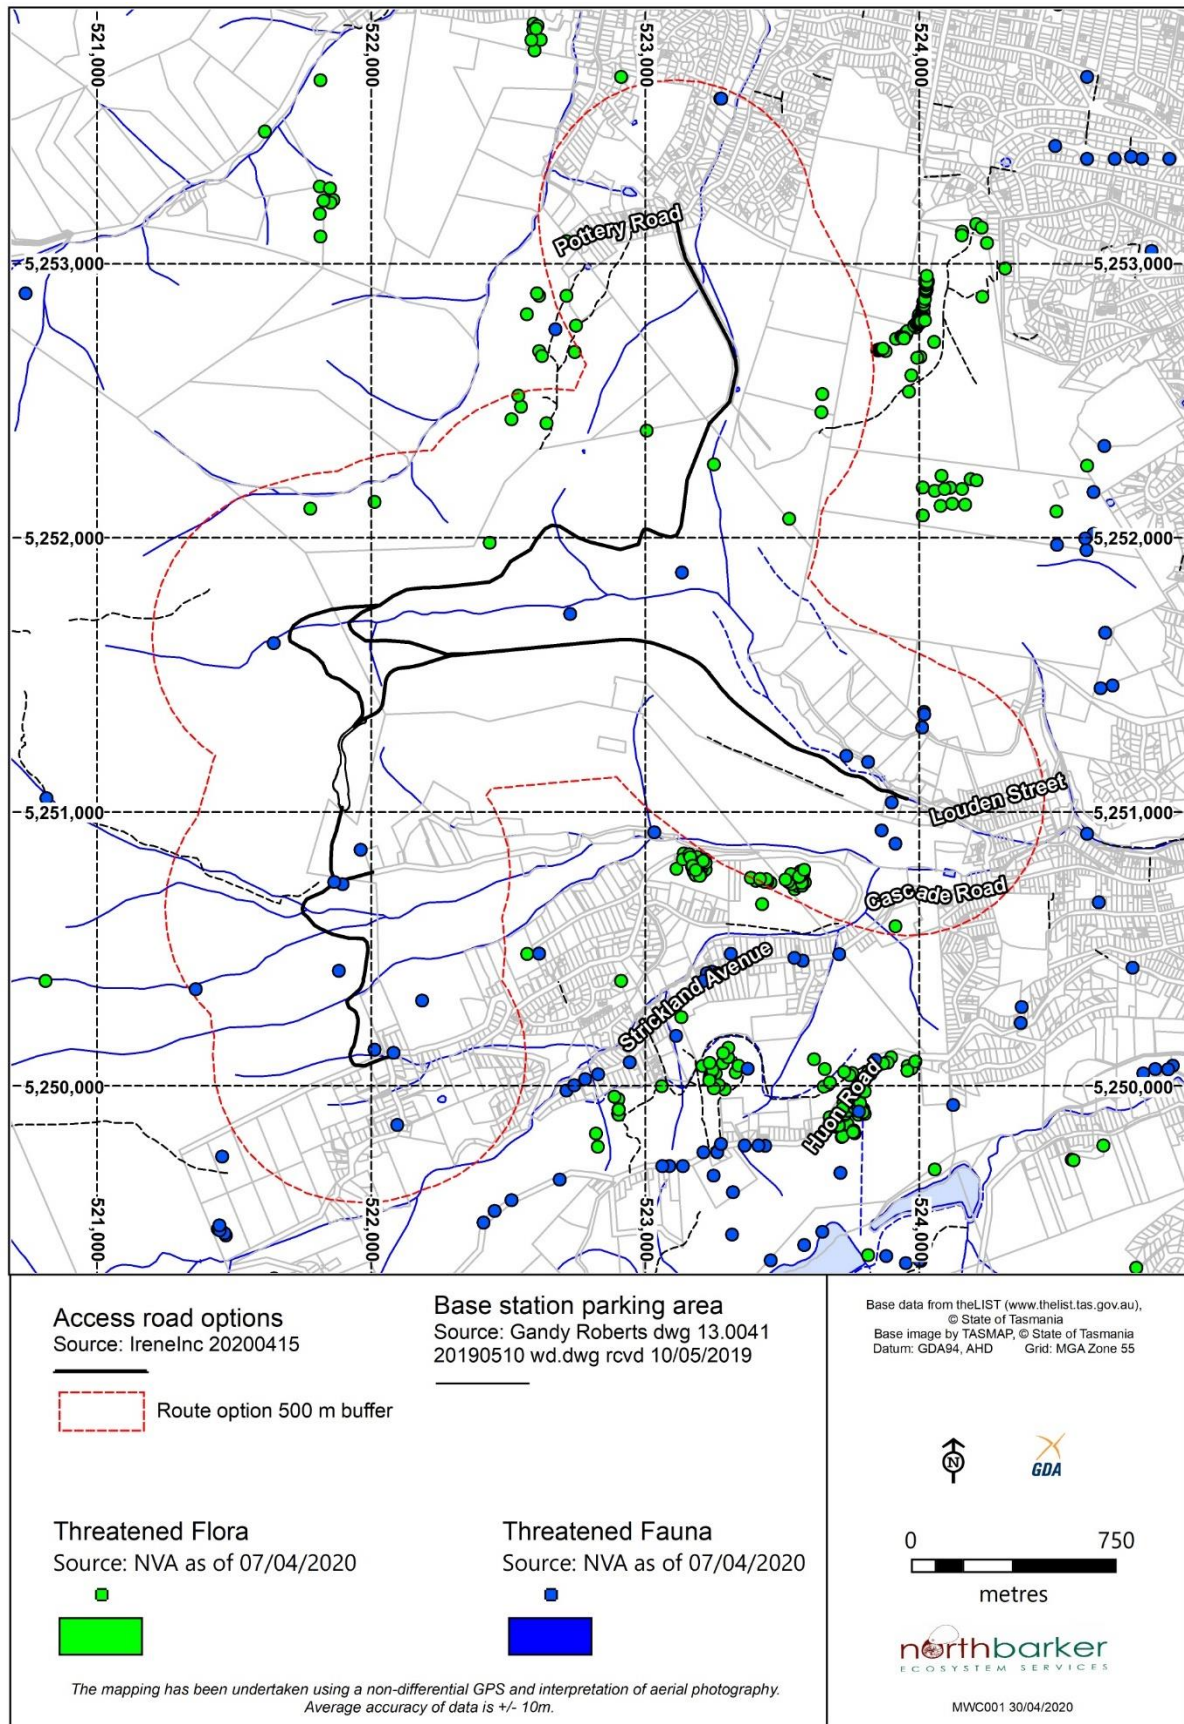 521,000
522,000
523,000
524,000
Pottery Road
5,253,000
5,253,000
5,252,000
5,252,000
5,251,000
Louden Street
5,251,000
Cascade Road
Strickland Avenue
5,250,000
Huon Road
5,250,000
521,000
522,000
523,000
524,000
Access road options
Source: IreneInc 20200415
Route option 500 m buffer
Base station parking area
Source: Gandy Roberts dwg 13.0041
20190510 wd.dwg rcvd 10/05/2019
Threatened Flora
Source: NVA as of 07/04/2020
Threatened Fauna
Source: NVA as of 07/04/2020
The mapping has been undertaken using a non-differential GPS and interpretation of aerial photography.
Average accuracy of data is +/- 10m.
Base data from theLIST (www.thelist.tas.gov.au),
© State of Tasmania
Base image by TASMAP, © State of Tasmania
Datum: GDA94, AHD Grid: MGA Zone 55
N
GDA
0 750
metres
northbarker
ECOSYSTEM SERVICES
MWC001 30/04/2020